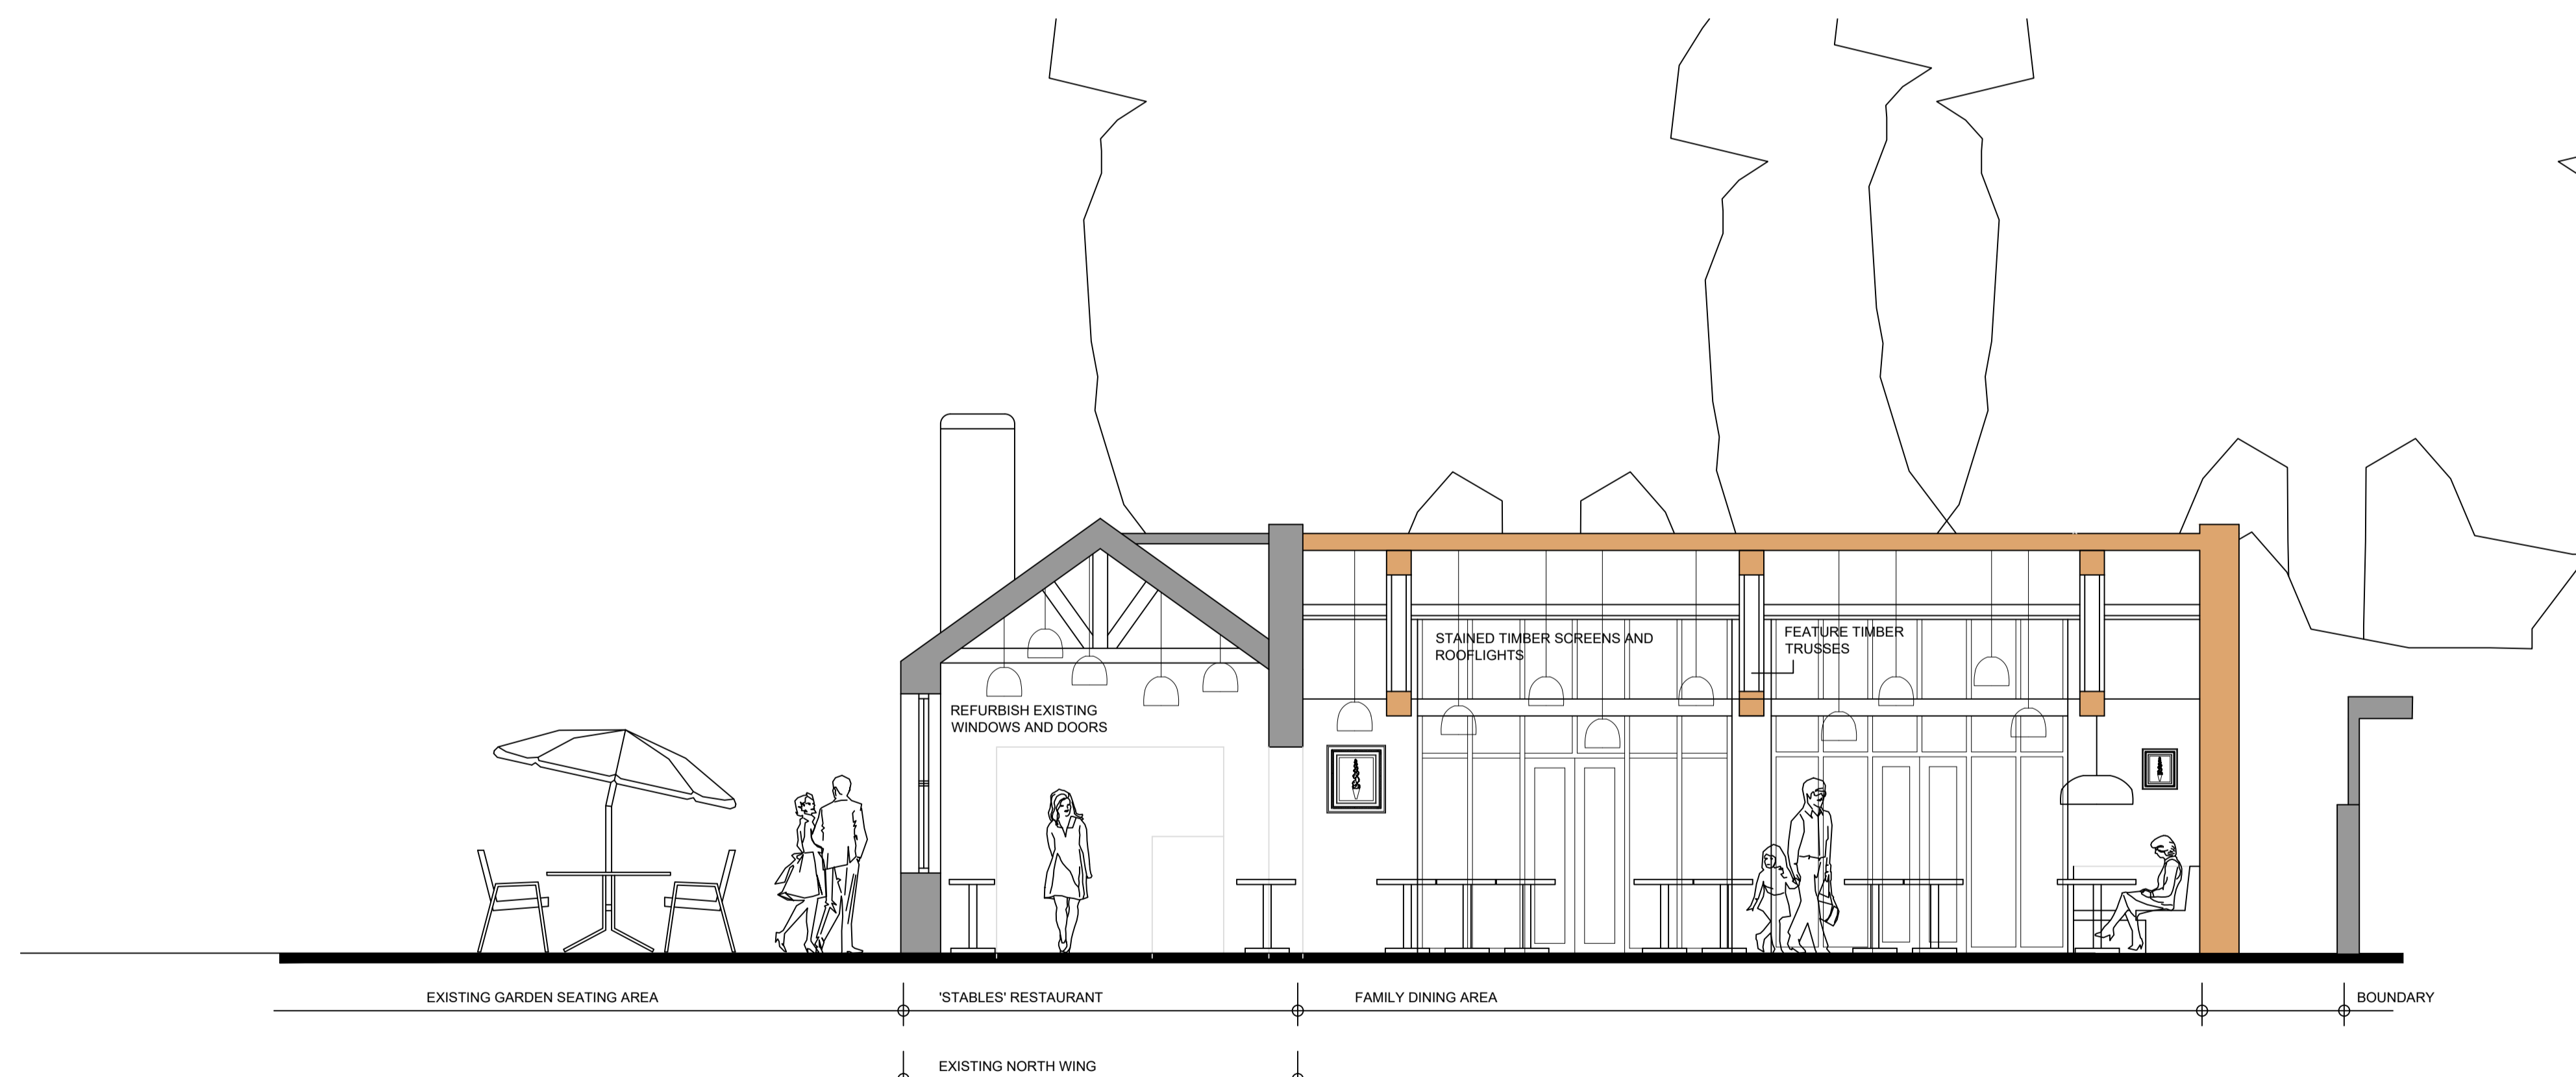 STAINED TIMBER SCREENS AND
ROOFLIGHTS
FEATURE TIMBER
TRUSSES
REFURBISH EXISTING
WINDOWS AND DOORS
EXISTING GARDEN SEATING AREA
'STABLES' RESTAURANT
FAMILY DINING AREA
BOUNDARY
EXISTING NORTH WING